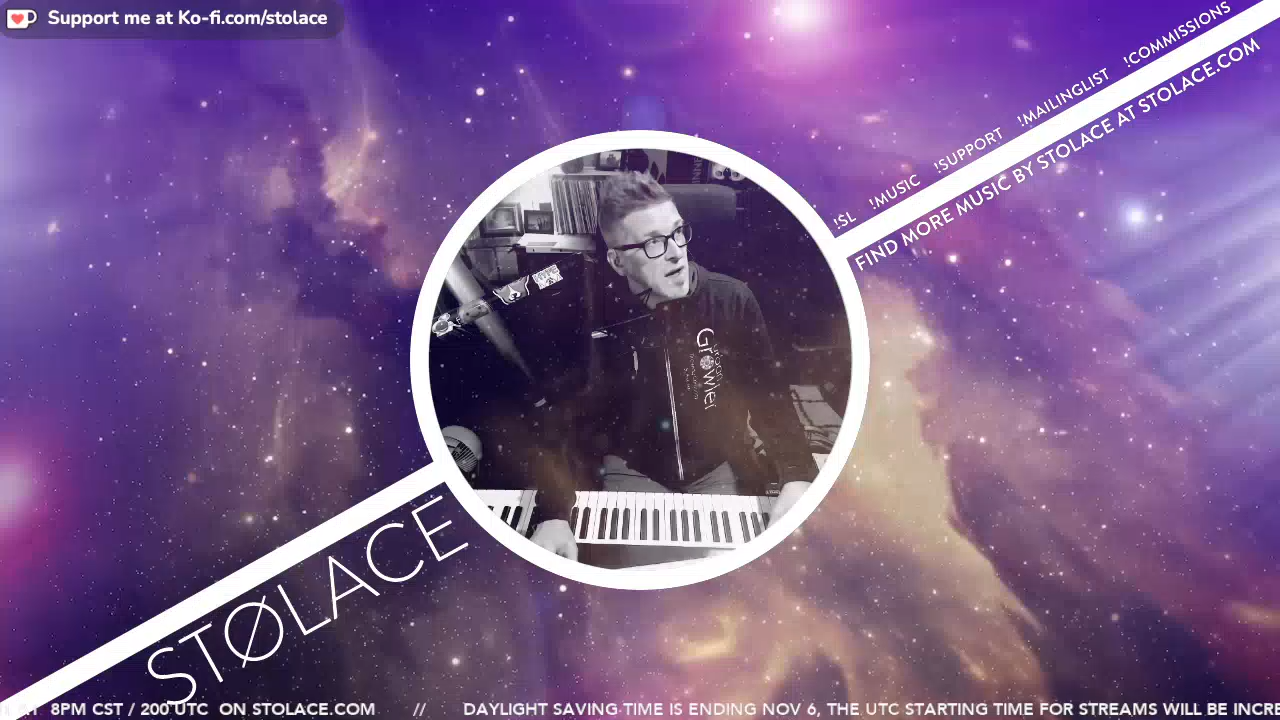 Support me at Ko-fi.com/stolace
!SL !MUSIC !SUPPORT !MAILINGLIST !COMMISSIONS
FIND MORE MUSIC BY STOLACE AT STOLACE.COM
Growler
STØLACE
8PM CST / 200 UTC ON STOLACE.COM // DAYLIGHT SAVING TIME IS ENDING NOV 6, THE UTC STARTING TIME FOR STREAMS WILL BE INCRE